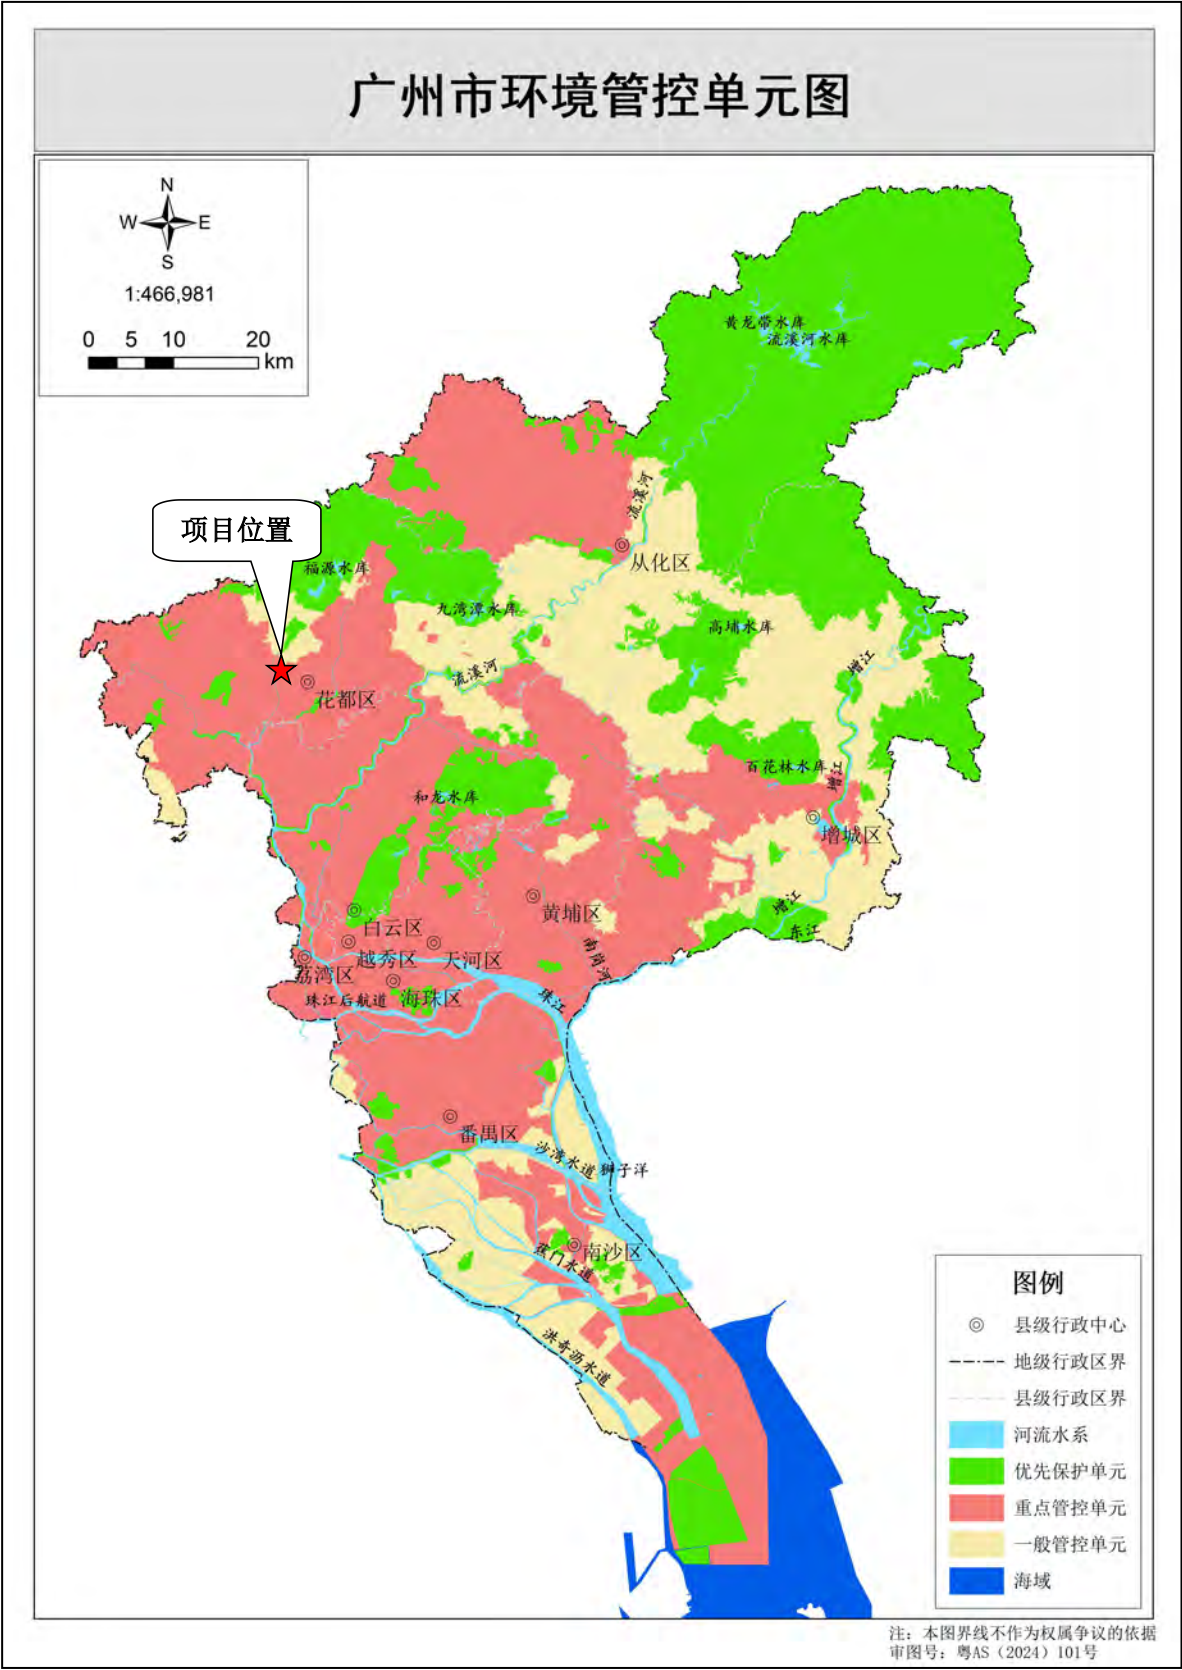 广州市环境管控单元图
N
W E
S
1:466,981
0 5 10 20
km
黄龙带水库
流溪河水库
流溪河
项目位置
从化区
福源水库
九湾潭水库
高埔水库
增江
流溪河
花都区
百花林水库
增江
和龙水库
增城区
增江
黄埔区
白云区
东江
南岗河
越秀区
天河区
荔湾区
珠江后航道
海珠区
珠江
番禺区
沙湾水道
狮子洋
南沙区
蕉门水道
洪奇沥水道
图例
县级行政中心
地级行政区界
县级行政区界
河流水系
优先保护单元
重点管控单元
一般管控单元
海域
注：本图界线不作为权属争议的依据
审图号：粤AS（2024）101号